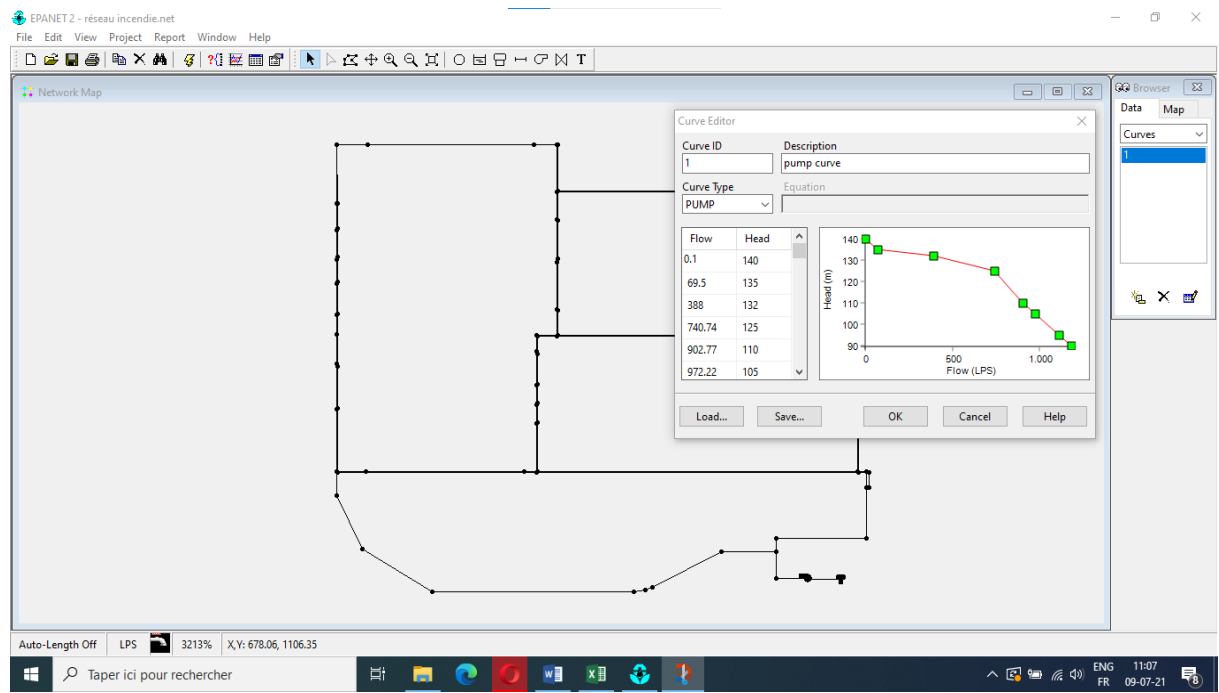 EPANET 2 - réseau incendie.net
File Edit View Project Report Window Help
T
Network Map
Browser
Data Map
Curves
1
Curve Editor
Curve ID Description
1 pump curve
Curve Type Equation
PUMP
Flow Head
0.1 140
69.5 135
388 132
740.74 125
902.77 110
972.22 105
Head (m)
140
130
120
110
100
90
0 500 1.000
Flow (LPS)
Load... Save... OK Cancel Help
Auto-Length Off LPS 3213% X,Y: 678.06, 1106.35
Taper ici pour rechercher
ENG 11:07
FR 09-07-21
8